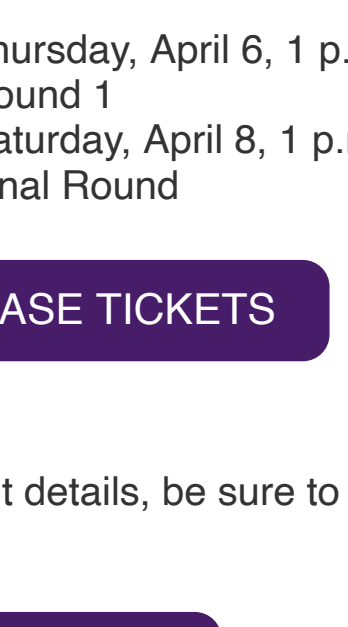 hursday, April 6, 1 p.
ound 1
aturday, April 8, 1 p.
nal Round
ASE TICKETS
t details, be sure to